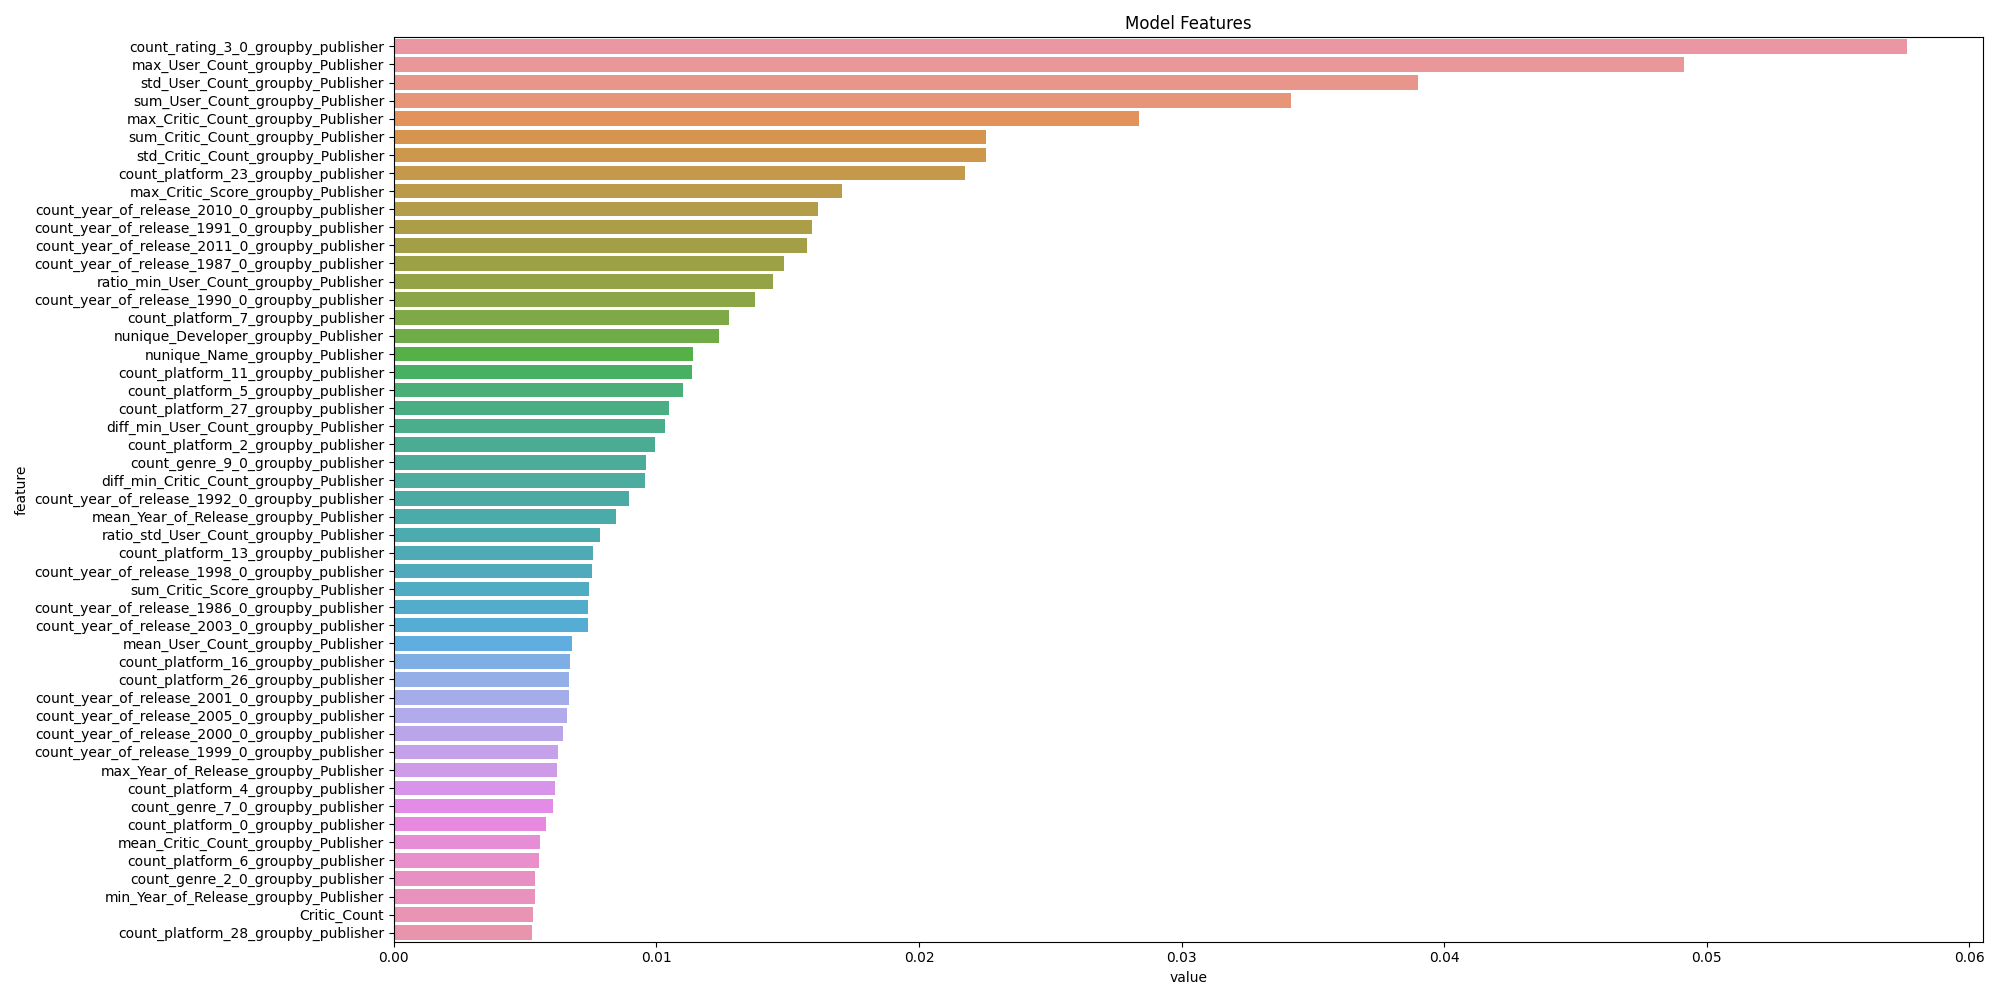 Model Features
count_rating_3_0_groupby_publisher
max_User_Count_groupby_Publisher
std_User_Count_groupby_Publisher
sum_User_Count_groupby_Publisher
max_Critic_Count_groupby_Publisher
sum_Critic_Count_groupby_Publisher
std_Critic_Count_groupby_Publisher
count_platform_23_groupby_publisher
max_Critic_Score_groupby_Publisher
count_year_of_release_2010_0_groupby_publisher
count_year_of_release_1991_0_groupby_publisher
count_year_of_release_2011_0_groupby_publisher
count_year_of_release_1987_0_groupby_publisher
ratio_min_User_Count_groupby_Publisher
count_year_of_release_1990_0_groupby_publisher
count_platform_7_groupby_publisher
nunique_Developer_groupby_Publisher
nunique_Name_groupby_Publisher
count_platform_11_groupby_publisher
count_platform_5_groupby_publisher
count_platform_27_groupby_publisher
diff_min_User_Count_groupby_Publisher
count_platform_2_groupby_publisher
count_genre_9_0_groupby_publisher
diff_min_Critic_Count_groupby_Publisher
count_year_of_release_1992_0_groupby_publisher
mean_Year_of_Release_groupby_Publisher
ratio_std_User_Count_groupby_Publisher
count_platform_13_groupby_publisher
count_year_of_release_1998_0_groupby_publisher
sum_Critic_Score_groupby_Publisher
count_year_of_release_1986_0_groupby_publisher
count_year_of_release_2003_0_groupby_publisher
mean_User_Count_groupby_Publisher
count_platform_16_groupby_publisher
count_platform_26_groupby_publisher
count_year_of_release_2001_0_groupby_publisher
count_year_of_release_2005_0_groupby_publisher
count_year_of_release_2000_0_groupby_publisher
count_year_of_release_1999_0_groupby_publisher
max_Year_of_Release_groupby_Publisher
count_platform_4_groupby_publisher
count_genre_7_0_groupby_publisher
count_platform_0_groupby_publisher
mean_Critic_Count_groupby_Publisher
count_platform_6_groupby_publisher
count_genre_2_0_groupby_publisher
min_Year_of_Release_groupby_Publisher
Critic_Count
count_platform_28_groupby_publisher
feature
0.00 0.01 0.02 0.03 0.04 0.05 0.06
value